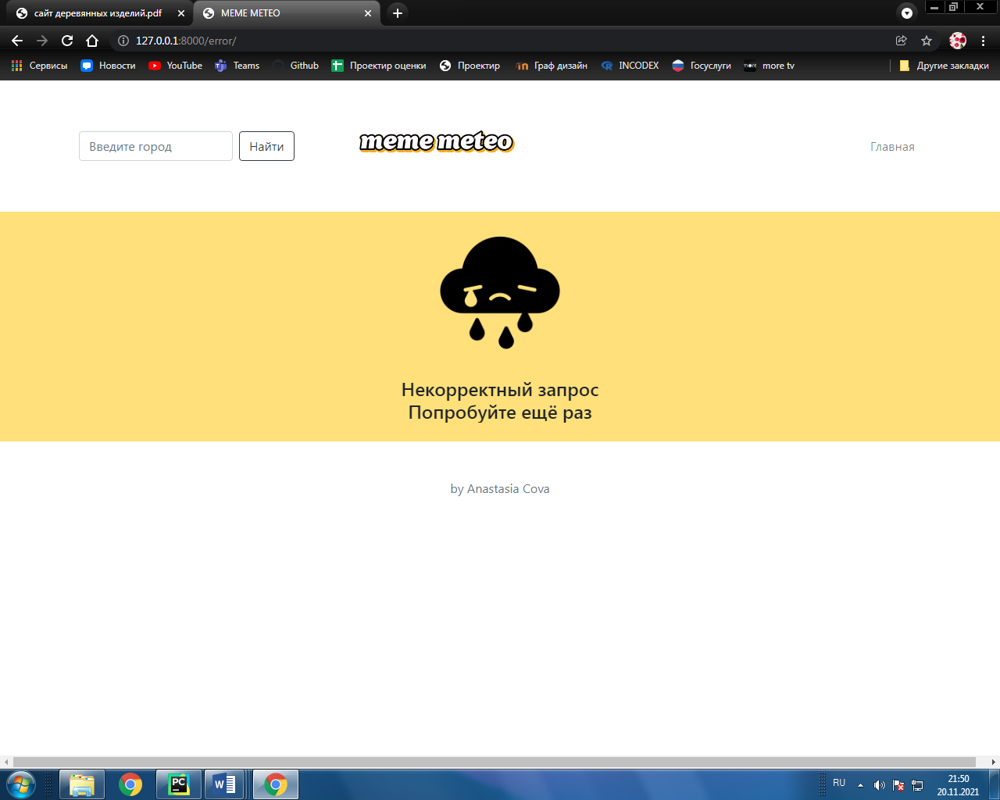 сайт деревянных изделий.pdf
MEME METEO
127.0.0.1:8000/error/
Сервисы
Новости
YouTube
Teams
Github
Проектир оценки
Проектир
Граф дизайн
INCODEX
Госуслуги
more tv
Другие закладки
Введите город
Найти
meme meteo
Главная
Некорректный запрос
Попробуйте ещё раз
by Anastasia Cova
PC
W
RU
21:50
20.11.2021